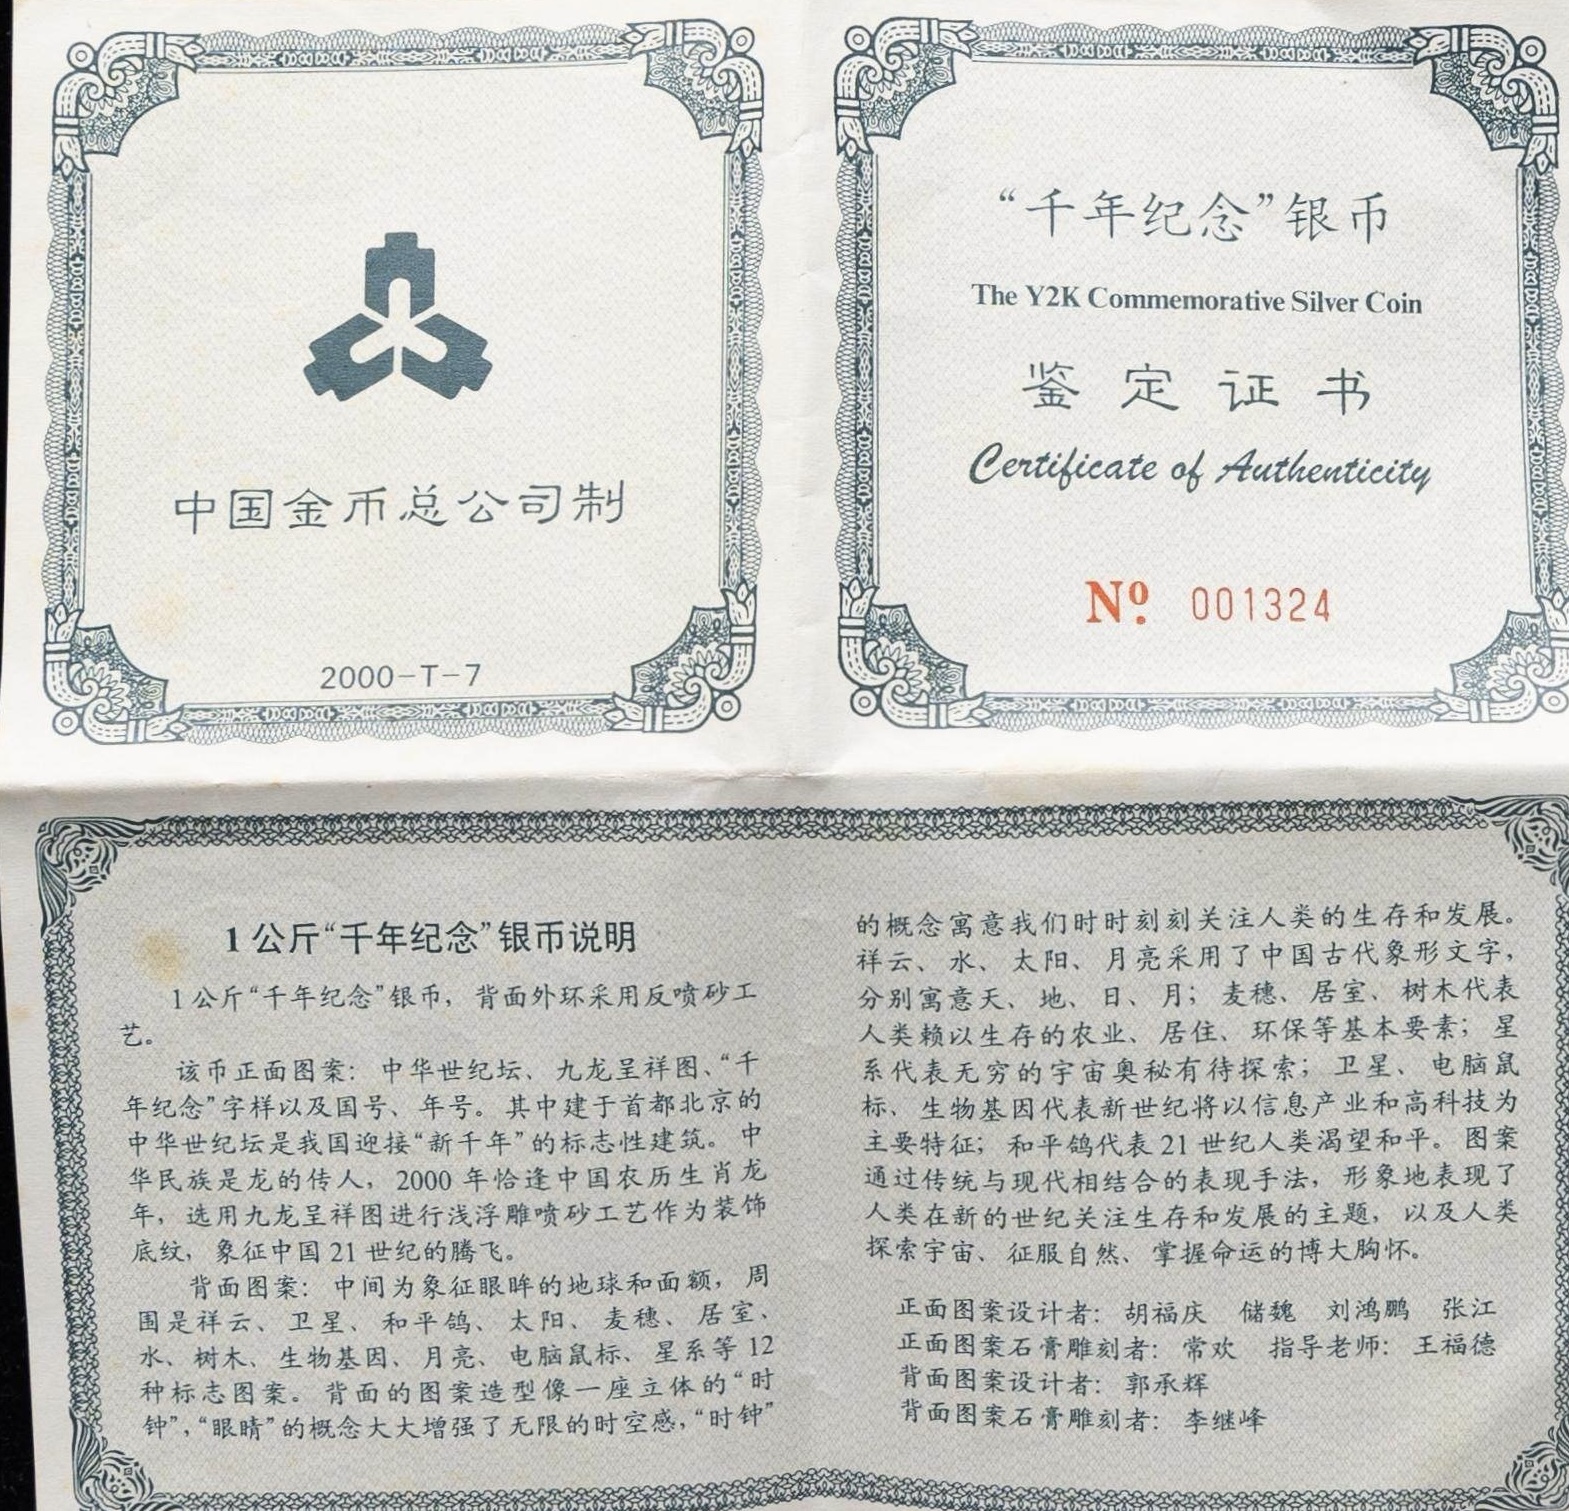 中国金币总公司制
2000-T-7
“千年纪念”银币
The Y2K Commemorative Silver Coin
鉴定证书
Certificate of Authenticity
Nº. 001324
1公斤“千年纪念”银币说明
1公斤“千年纪念”银币，背面外环采用反喷砂工
艺。
该币正面图案：中华世纪坛、九龙呈祥图、“千
年纪念”字样以及国号、年号。其中建于首都北京的
中华世纪坛是我国迎接“新千年”的标志性建筑。中
华民族是龙的传人，2000年恰逢中国农历生肖龙
年，选用九龙呈祥图进行浅浮雕喷砂工艺作为装饰
底纹，象征中国21世纪的腾飞。
背面图案：中间为象征眼眸的地球和面额，周
围是祥云、卫星、和平鸽、太阳、麦穗、居室、
水、树木、生物基因、月亮、电脑鼠标、星系等12
种标志图案。背面的图案造型像一座立体的“时
钟”，“眼睛”的概念大大增强了无限的时空感，“时钟”
的概念寓意我们时时刻刻关注人类的生存和发展。
祥云、水、太阳、月亮采用了中国古代象形文字，
分别寓意天、地、日、月；麦穗、居室、树木代表
人类赖以生存的农业、居住、环保等基本要素；星
系代表无穷的宇宙奥秘有待探索；卫星、电脑鼠
标、生物基因代表新世纪将以信息产业和高科技为
主要特征；和平鸽代表21世纪人类渴望和平。图案
通过传统与现代相结合的表现手法，形象地表现了
人类在新的世纪关注生存和发展的主题，以及人类
探索宇宙、征服自然、掌握命运的博大胸怀。
正面图案设计者：胡福庆 储魏 刘鸿鹏 张江
正面图案石膏雕刻者：常欢 指导老师：王福德
背面图案设计者：郭承辉
背面图案石膏雕刻者：李继峰